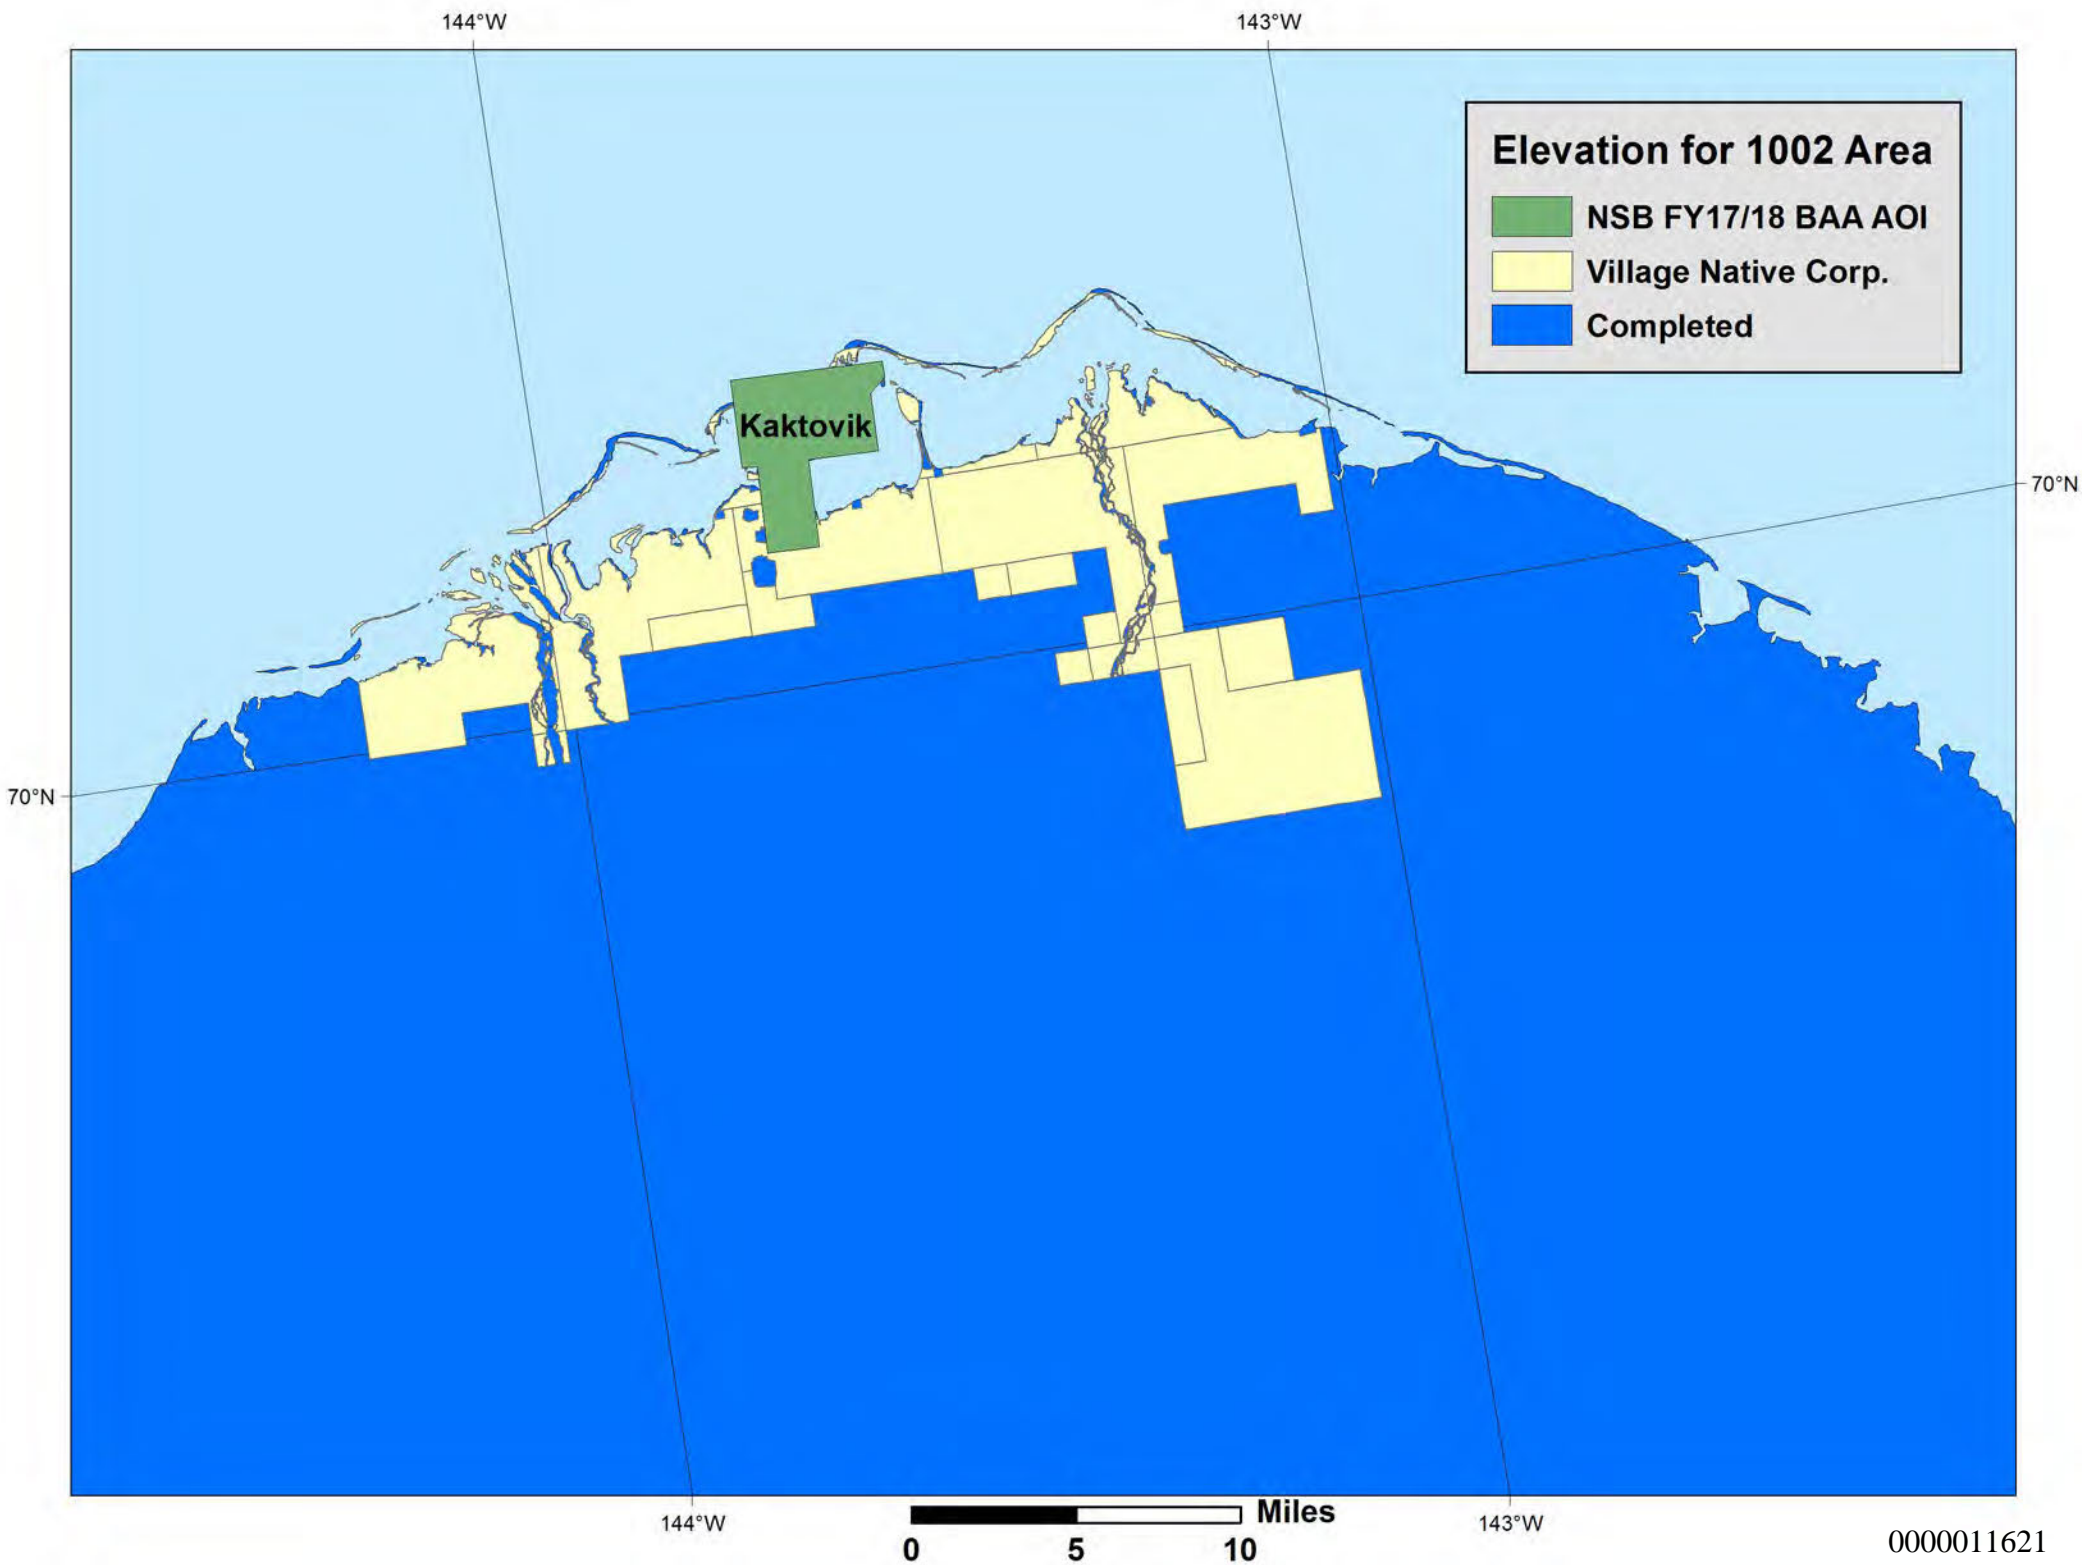 144°W
143°W
Elevation for 1002 Area
NSB FY17/18 BAA AOI
Village Native Corp.
Completed
Kaktovik
70°N
70°N
144°W
Miles
143°W
0
5
10
0000011621